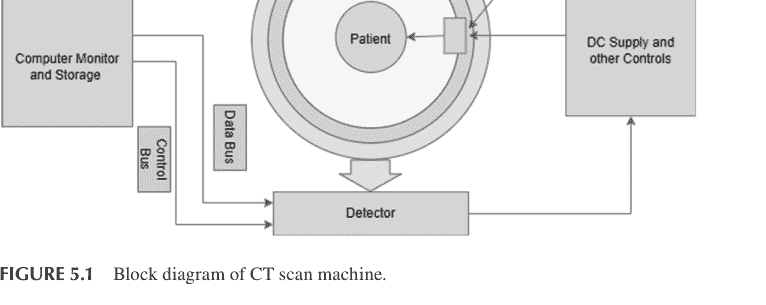 Patient
DC Supply and
other Controls
Computer Monitor
and Storage
Data Bus
Control
Bus
Detector
FIGURE 5.1 Block diagram of CT scan machine.